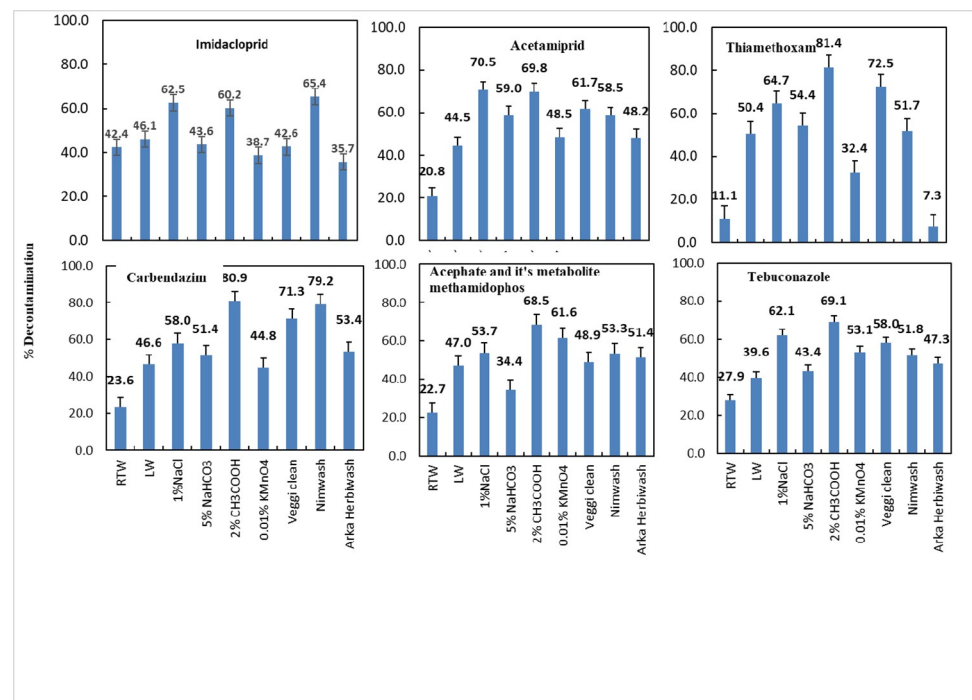 100.0
80.0
60.0
40.0
20.0
0.0
Imidacloprid
42.4
46.1
62.5
43.6
60.2
38.7
42.6
65.4
35.7
100.0
80.0
60.0
40.0
20.0
0.0
Acetamiprid
20.8
44.5
70.5
59.0
69.8
48.5
61.7
58.5
48.2
100.0
80.0
60.0
40.0
20.0
0.0
Thiamethoxam
11.1
50.4
64.7
54.4
81.4
32.4
72.5
51.7
7.3
% Decontamination
100.0
80.0
60.0
40.0
20.0
0.0
Carbendazim
23.6
46.6
58.0
51.4
80.9
44.8
71.3
79.2
53.4
RTW
LW
1%NaCl
5% NaHCO3
2% CH3COOH
0.01% KMnO4
Veggi clean
Nimwash
Arka Herbiwash
100.0
80.0
60.0
40.0
20.0
0.0
Acephate and it's metabolite
methamidophos
22.7
47.0
53.7
34.4
68.5
61.6
48.9
53.3
51.4
RTW
LW
1%NaCl
5% NaHCO3
2% CH3COOH
0.01% KMnO4
Veggi clean
Nimwash
Arka Herbiwash
100.0
80.0
60.0
40.0
20.0
0.0
Tebuconazole
27.9
39.6
62.1
43.4
69.1
53.1
58.0
51.8
47.3
RTW
LW
1%NaCl
5% NaHCO3
2% CH3COOH
0.01% KMnO4
Veggi clean
Nimwash
Arka Herbiwash